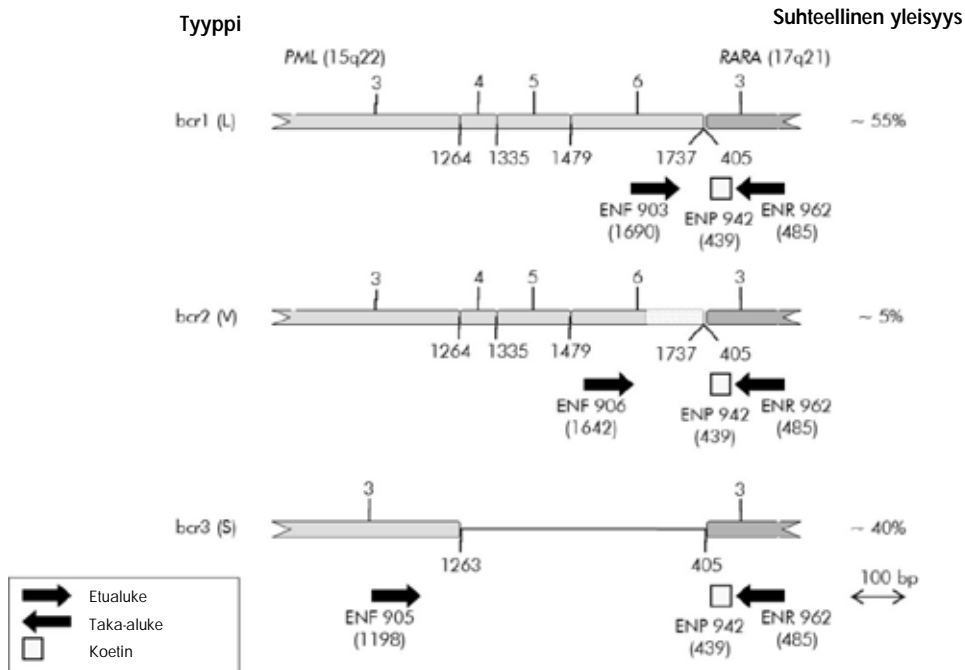 Tyyppi
Suhteellinen yleisyys
PML (15q22)
RARA (17q21)
3 4 5 6 3
bcr1 (L)
~ 55%
1264 1335 1479 1737 405
ENF 903
(1690)
ENP 942
(439)
ENR 962
(485)
3 4 5 6 3
bcr2 (V)
~ 5%
1264 1335 1479 1737 405
ENF 906
(1642)
ENP 942
(439)
ENR 962
(485)
3 3
bcr3 (S)
~ 40%
1263 405
100 bp
ENF 905
(1198)
ENP 942
(439)
ENR 962
(485)
Etualuke
Taka-aluke
Koetin